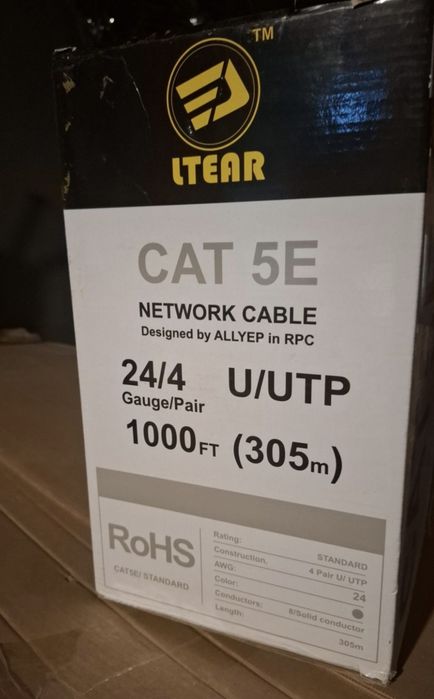 TM
LTEAR
CAT 5E
NETWORK CABLE
Designed by ALLYEP in RPC
24/4 U/UTP
Gauge/Pair
1000FT (305m)
RoHS
CAT5E/ STANDARD
Rating: STANDARD
Construction, 4 Pair U/ UTP
AWG: 24
Color:
Conductors: 8/Solid conductor
Length: 305m